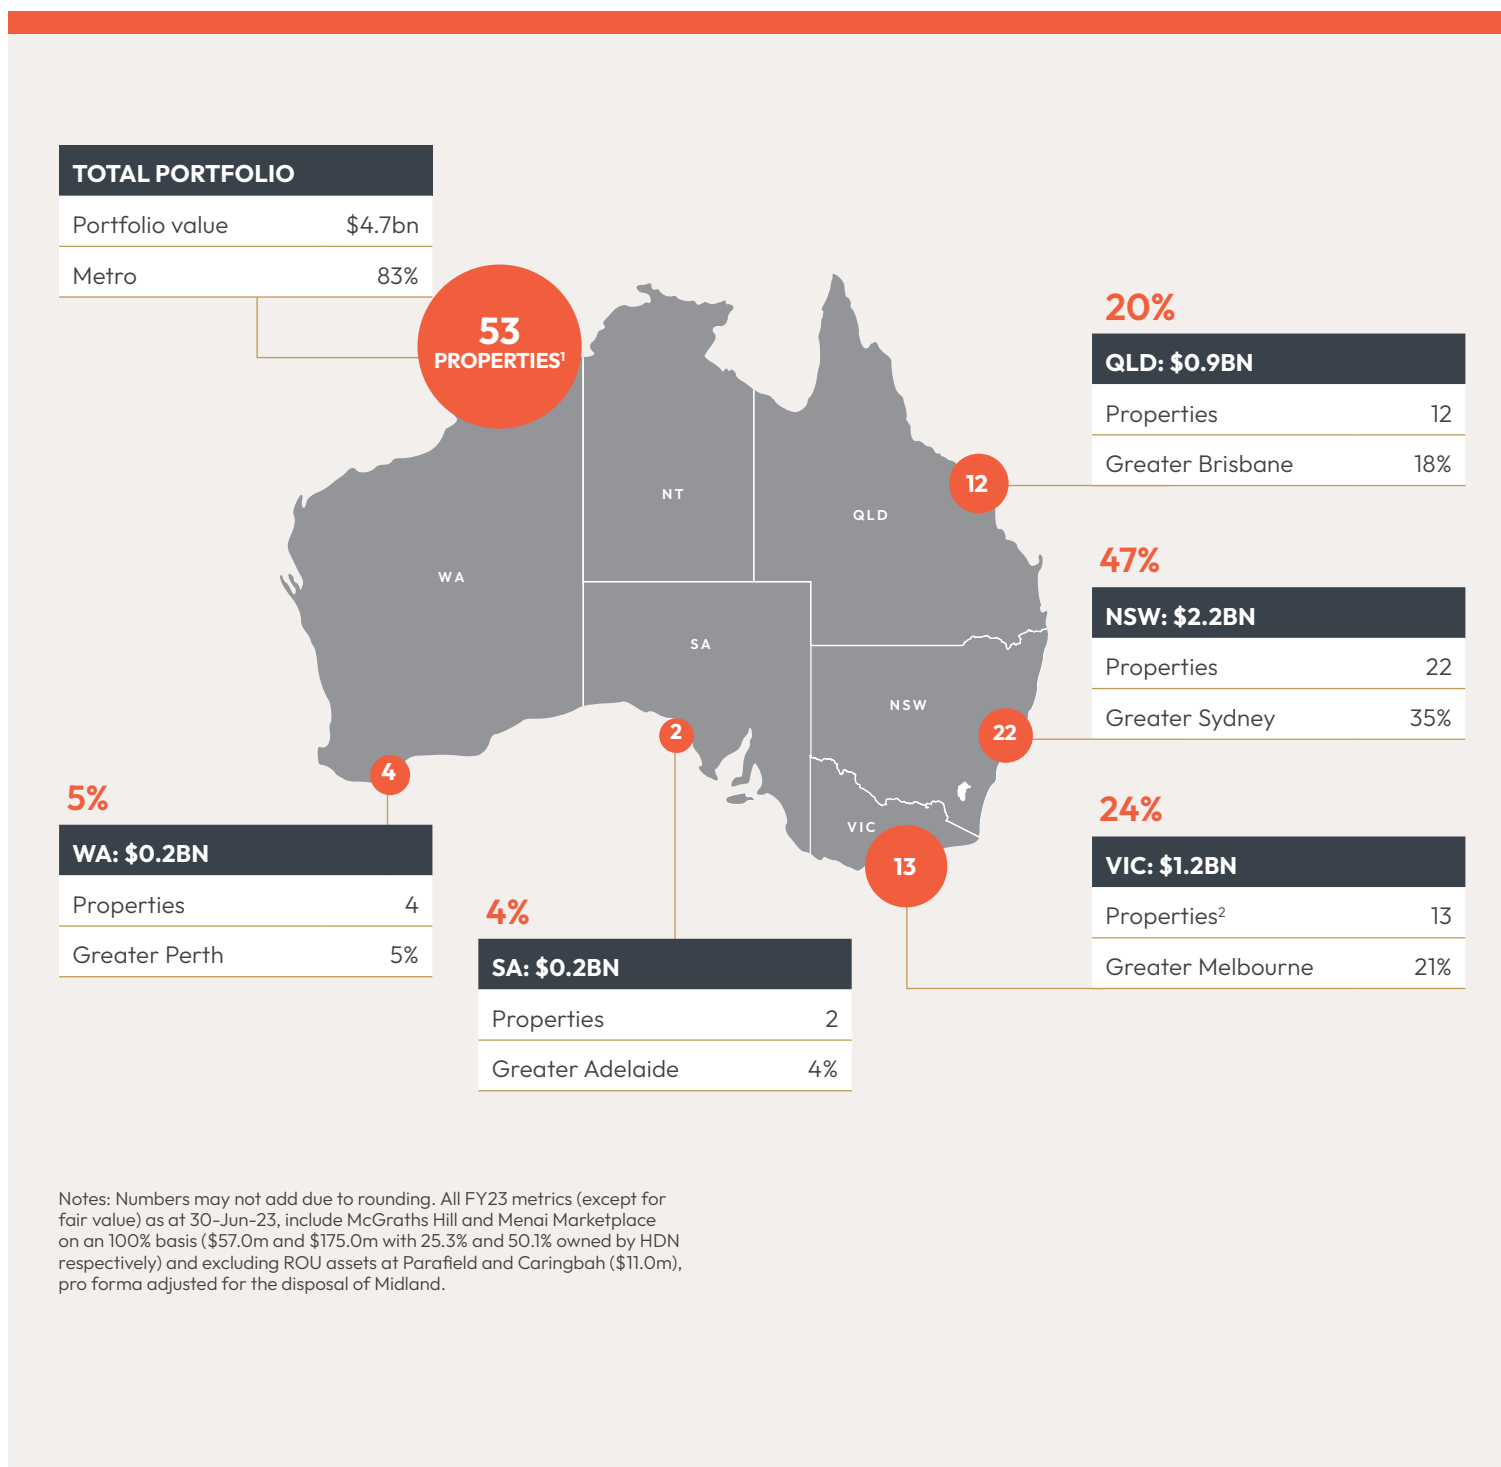 TOTAL PORTFOLIO
Portfolio value $4.7bn
Metro 83%
53
PROPERTIES¹
20%
QLD: $0.9BN
Properties 12
Greater Brisbane 18%
12
NT
QLD
WA
SA
NSW
47%
NSW: $2.2BN
Properties 22
Greater Sydney 35%
22
2
4
VIC
13
24%
VIC: $1.2BN
Properties² 13
Greater Melbourne 21%
5%
WA: $0.2BN
Properties 4
Greater Perth 5%
4%
SA: $0.2BN
Properties 2
Greater Adelaide 4%
Notes: Numbers may not add due to rounding. All FY23 metrics (except for
fair value) as at 30-Jun-23, include McGraths Hill and Menai Marketplace
on an 100% basis ($57.0m and $175.0m with 25.3% and 50.1% owned by HDN
respectively) and excluding ROU assets at Parafield and Caringbah ($11.0m),
pro forma adjusted for the disposal of Midland.